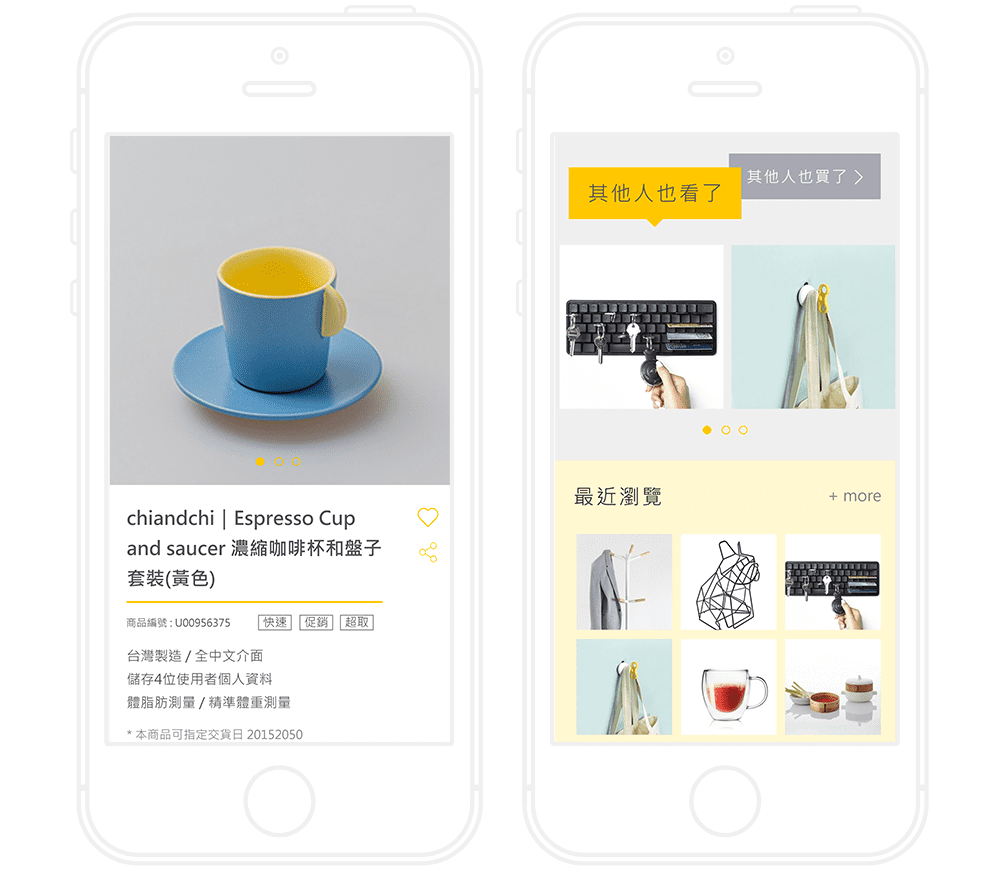 chiandchi｜Espresso Cup
and saucer 濃縮咖啡杯和盤子
套裝(黃色)
商品編號 : U00956375 快速 促銷 超取
台灣製造 / 全中文介面
儲存4位使用者個人資料
體脂肪測量 / 精準體重測量
* 本商品可指定交貨日 20152050
其他人也看了
其他人也買了
最近瀏覽
+ more